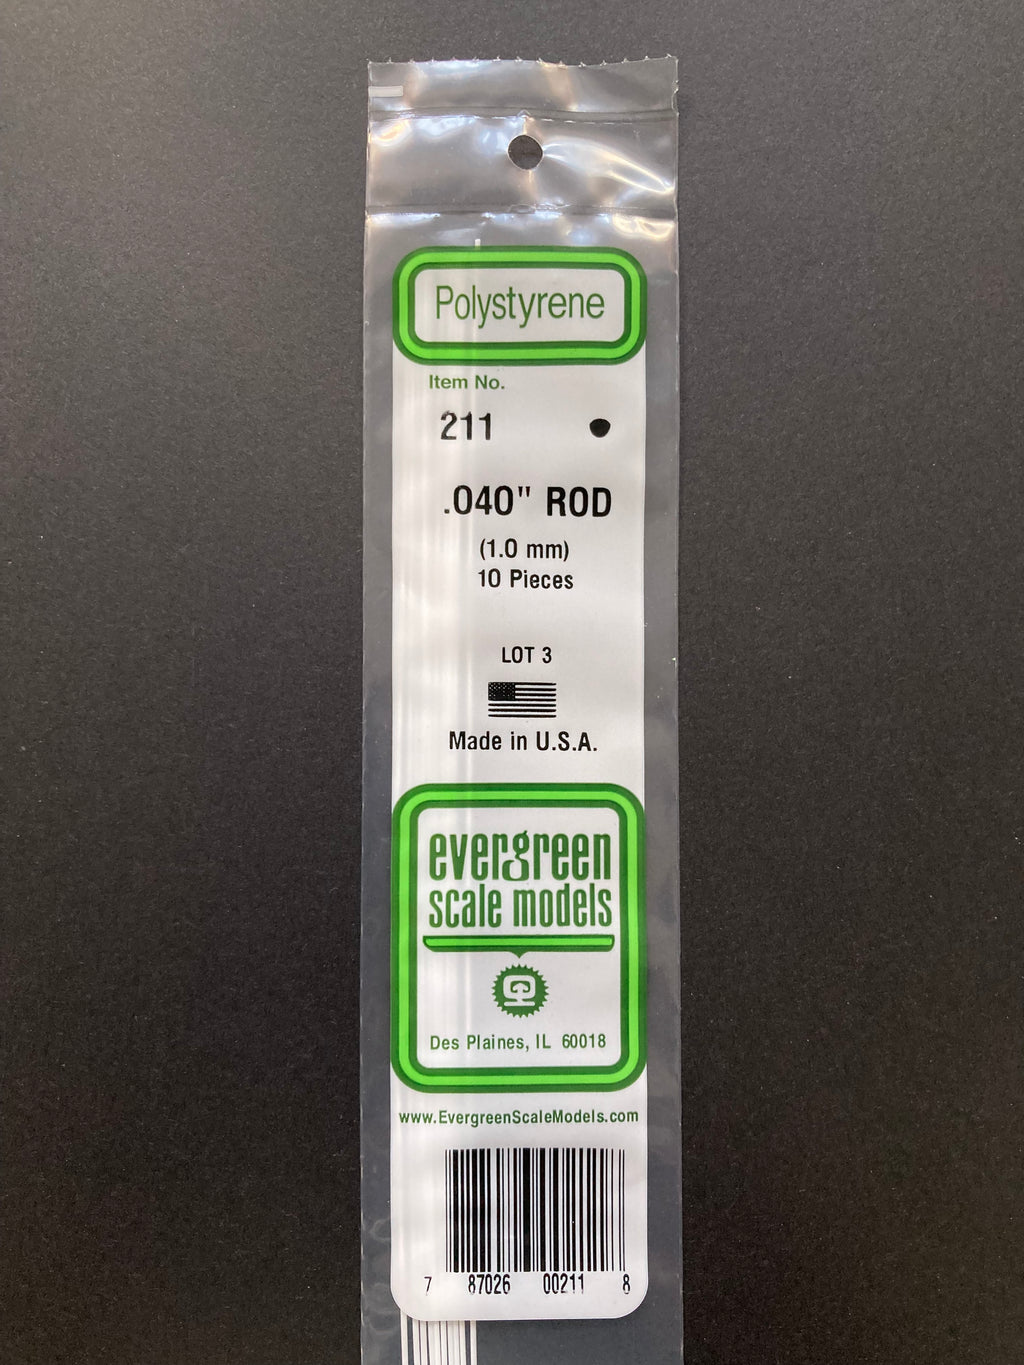 Polystyrene
Item No.
211
.040" ROD
(1.0 mm)
10 Pieces
LOT 3
Made in U.S.A.
evergreen
scale models
Des Plaines, IL 60018
www.EvergreenScaleModels.com
7 87026 00211 8